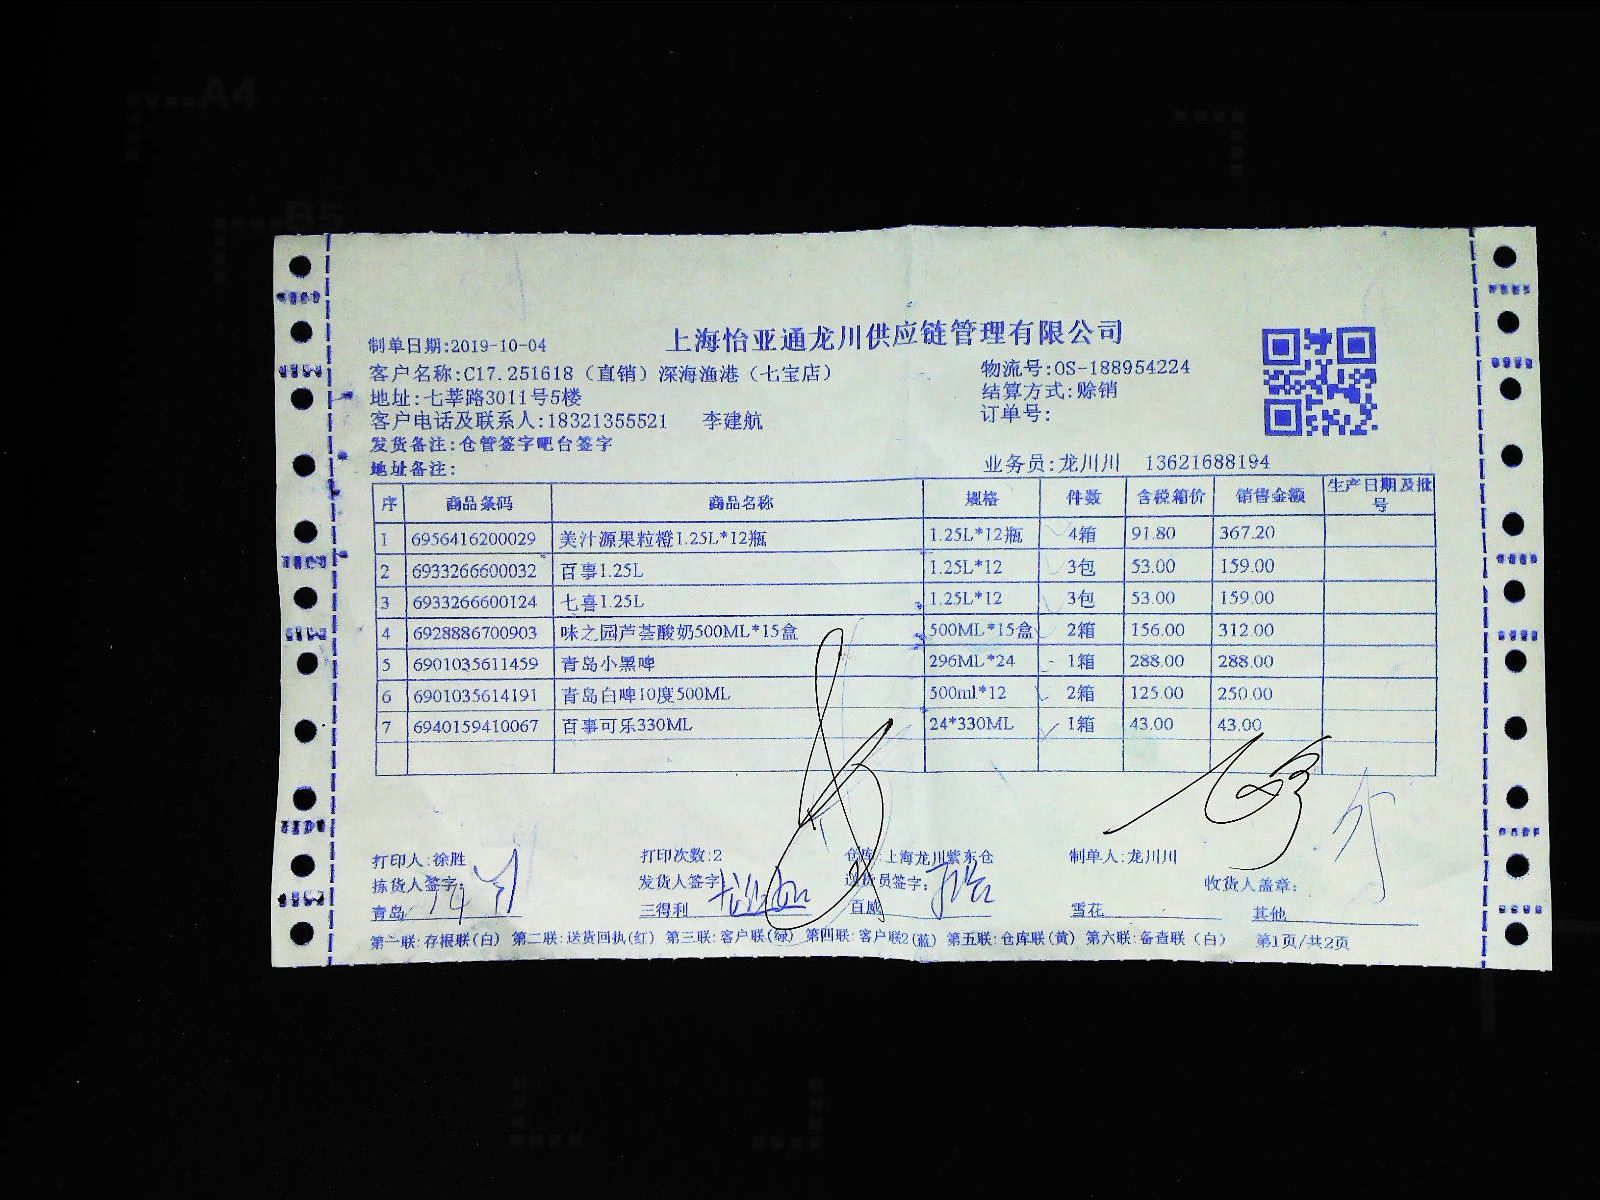 A4
B5
上海怡亚通龙川供应链管理有限公司
制单日期:2019-10-04
客户名称:C17.251618（直销）深海渔港（七宝店） 物流号:OS-188954224
地址:七莘路3011号5楼 结算方式:赊销
客户电话及联系人:18321355521 李建航 订单号:
发货备注:仓管签字吧台签字
地址备注: 业务员:龙川川 13621688194
序 商品条码 商品名称 规格 件数 含税箱价 销售金额 生产日期及批号
1 6956416200029 美汁源果粒橙1.25L*12瓶 1.25L*12瓶 4箱 91.80 367.20
2 6933266600032 百事1.25L 1.25L*12 3包 53.00 159.00
3 6933266600124 七喜1.25L 1.25L*12 3包 53.00 159.00
4 6928886700903 味之园芦荟酸奶500ML*15盒 500ML*15盒 2箱 156.00 312.00
5 6901035611459 青岛小黑啤 296ML*24 1箱 288.00 288.00
6 6901035614191 青岛白啤10度500ML 500ml*12 2箱 125.00 250.00
7 6940159410067 百事可乐330ML 24*330ML 1箱 43.00 43.00
打印人:徐胜 打印次数:2 仓库:上海龙川紫东仓 制单人:龙川川
拣货人签字: 发货人签字: 送货员签字: 收货人盖章:
青岛 三得利 百威 雪花 其他
第一联:存根联(白) 第二联:送货回执(红) 第三联:客户联(绿) 第四联:客户联2(蓝) 第五联:仓库联(黄) 第六联:备查联（白） 第1页/共2页